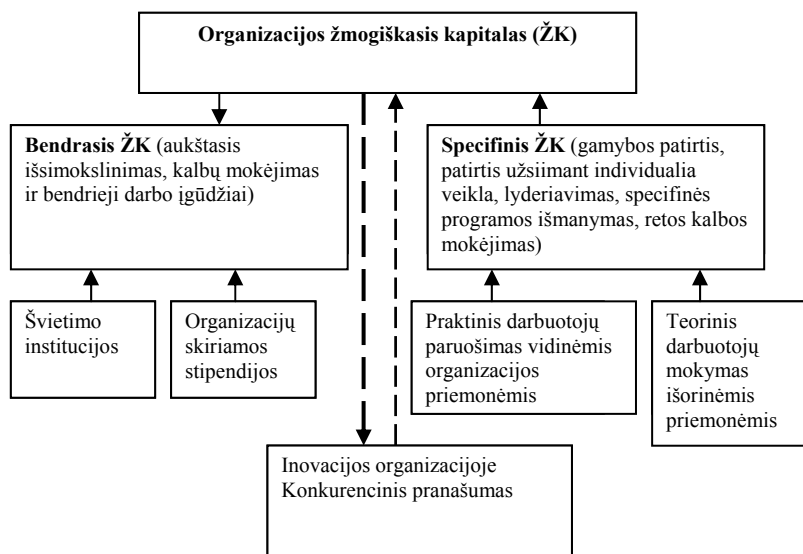 Organizacijos žmogiškasis kapitalas (ŽK)
Bendrasis ŽK (aukštasis
išsimokslinimas, kalbų mokėjimas
ir bendrieji darbo įgūdžiai)
Specifinis ŽK (gamybos patirtis,
patirtis užsiimant individualia
veikla, lyderiavimas, specifinės
programos išmanymas, retos kalbos
mokėjimas)
Švietimo
institucijos
Organizacijų
skiriamos
stipendijos
Praktinis darbuotojų
paruošimas vidinėmis
organizacijos
priemonėmis
Teorinis
darbuotojų
mokymas
išorinėmis
priemonėmis
Inovacijos organizacijoje
Konkurencinis pranašumas